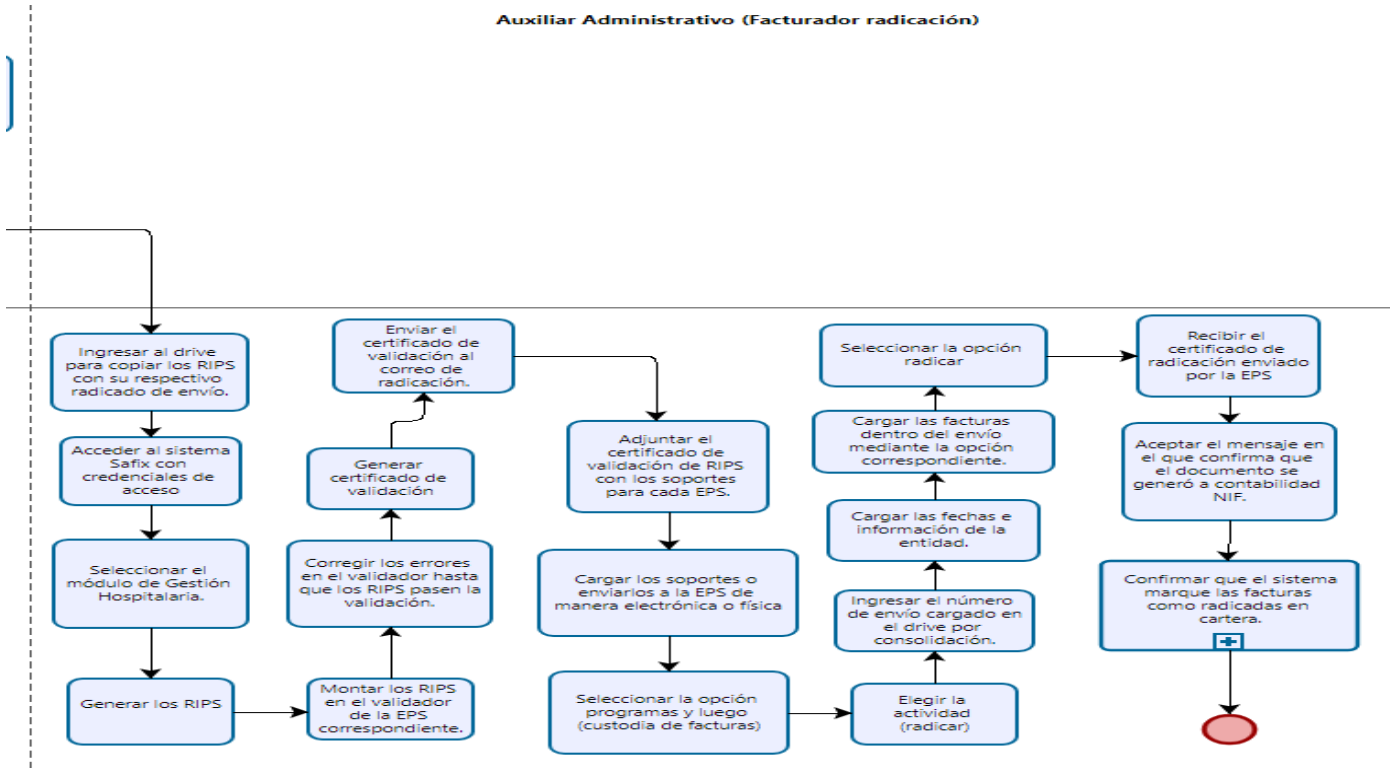 Auxiliar Administrativo (Facturador radicación)
Ingresar al drive
para copiar los RIPS
con su respectivo
radicado de envío.
Acceder al sistema
Safix con
credenciales de
acceso
Seleccionar el
módulo de Gestión
Hospitalaria.
Generar los RIPS
Montar los RIPS
en el validador
de la EPS
correspondiente.
Corregir los errores
en el validador hasta
que los RIPS pasen la
validación.
Generar
certificado de
validación
Enviar el
certificado de
validación al
correo de
radicación.
Adjuntar el
certificado de
validación de RIPS
con los soportes
para cada EPS.
Cargar los soportes o
enviarlos a la EPS de
manera electrónica o física
Seleccionar la opción
programas y luego
(custodia de facturas)
Elegir la
actividad
(radicar)
Ingresar el número
de envío cargado en
el drive por
consolidación.
Cargar las fechas e
información de la
entidad.
Cargar las facturas
dentro del envío
mediante la opción
correspondiente.
Seleccionar la opción
radicar
Recibir el
certificado de
radicación enviado
por la EPS
Aceptar el mensaje en
el que confirma que
el documento se
generó a contabilidad
NIF.
Confirmar que el sistema
marque las facturas
como radicadas en
cartera.